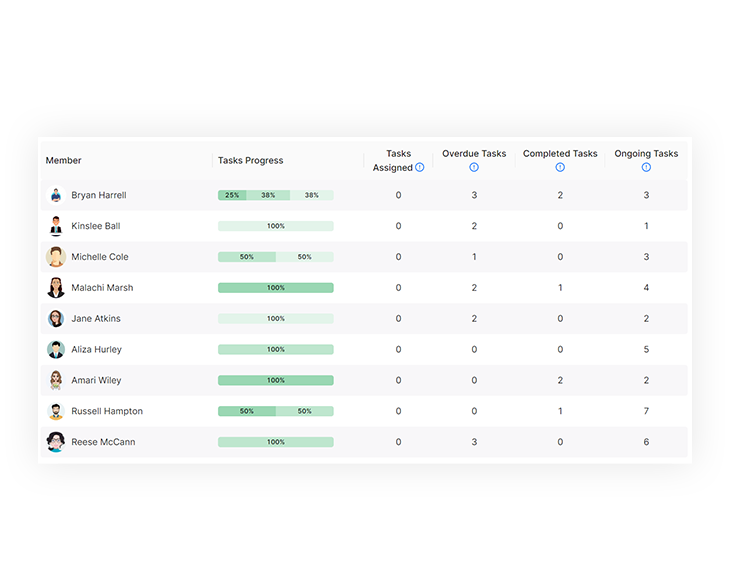 Member Tasks Progress Tasks Assigned Overdue Tasks Completed Tasks Ongoing Tasks
Bryan Harrell 25% 38% 38% 0 3 2 3
Kinslee Ball 100% 0 2 0 1
Michelle Cole 50% 50% 0 1 0 3
Malachi Marsh 100% 0 2 1 4
Jane Atkins 100% 0 2 0 2
Aliza Hurley 100% 0 0 0 5
Amari Wiley 100% 0 0 2 2
Russell Hampton 50% 50% 0 0 1 7
Reese McCann 100% 0 3 0 6